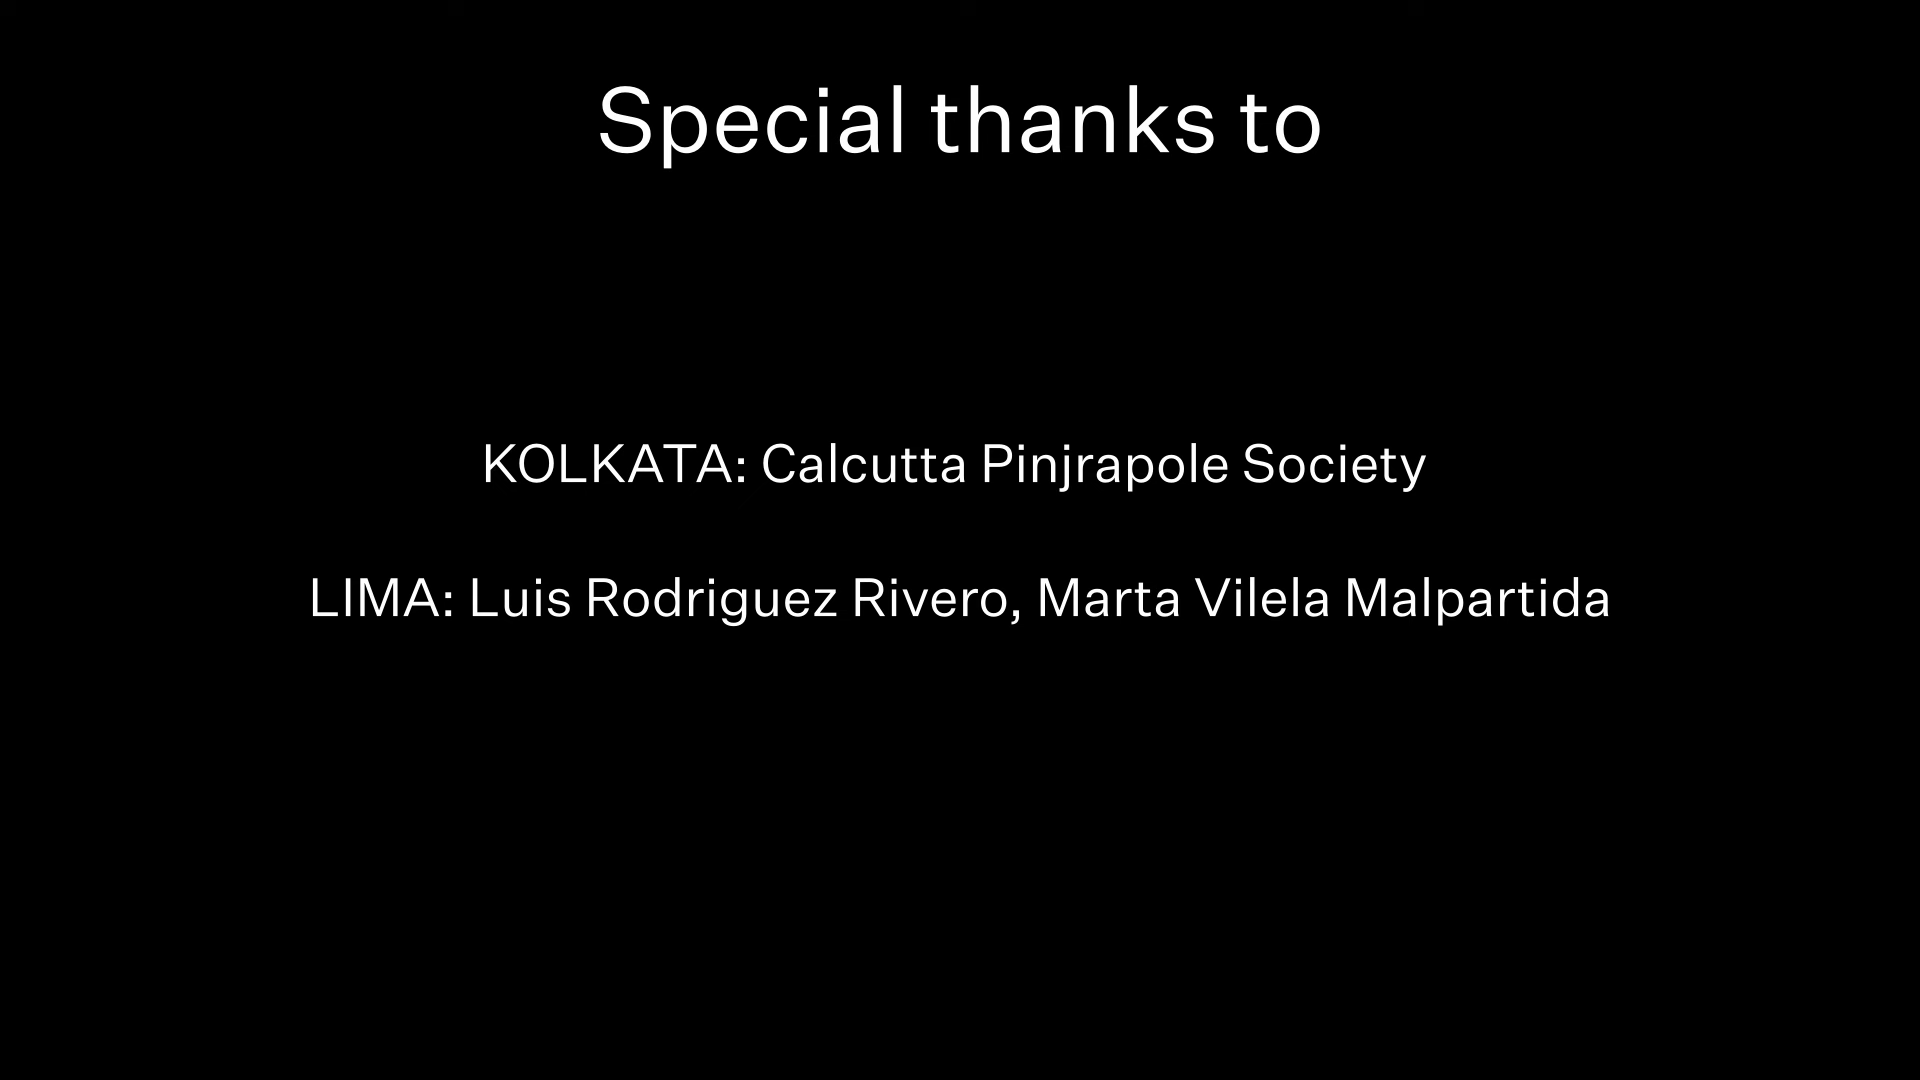 Special thanks to
KOLKATA: Calcutta Pinjrapole Society
LIMA: Luis Rodriguez Rivero, Marta Vilela Malpartida